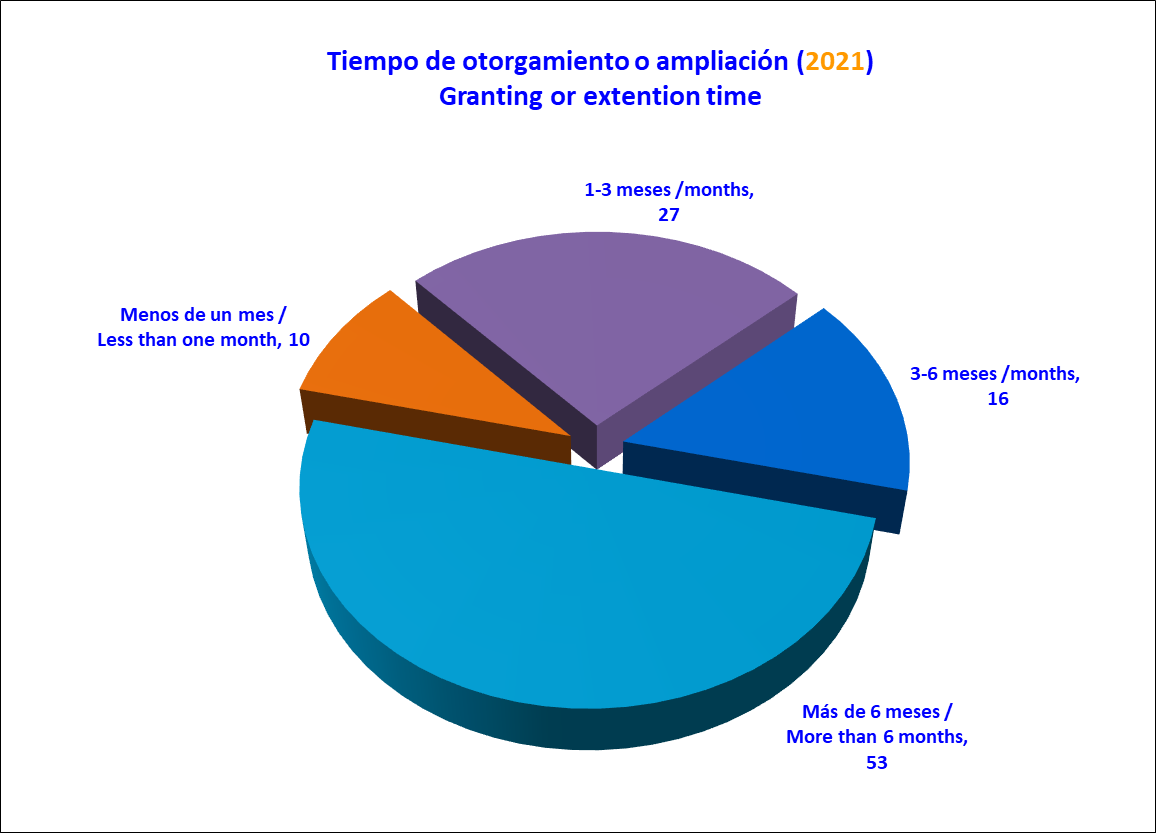 Tiempo de otorgamiento o ampliación (2021)
Granting or extention time
1-3 meses /months,
27
Menos de un mes /
Less than one month, 10
3-6 meses /months,
16
Más de 6 meses /
More than 6 months,
53